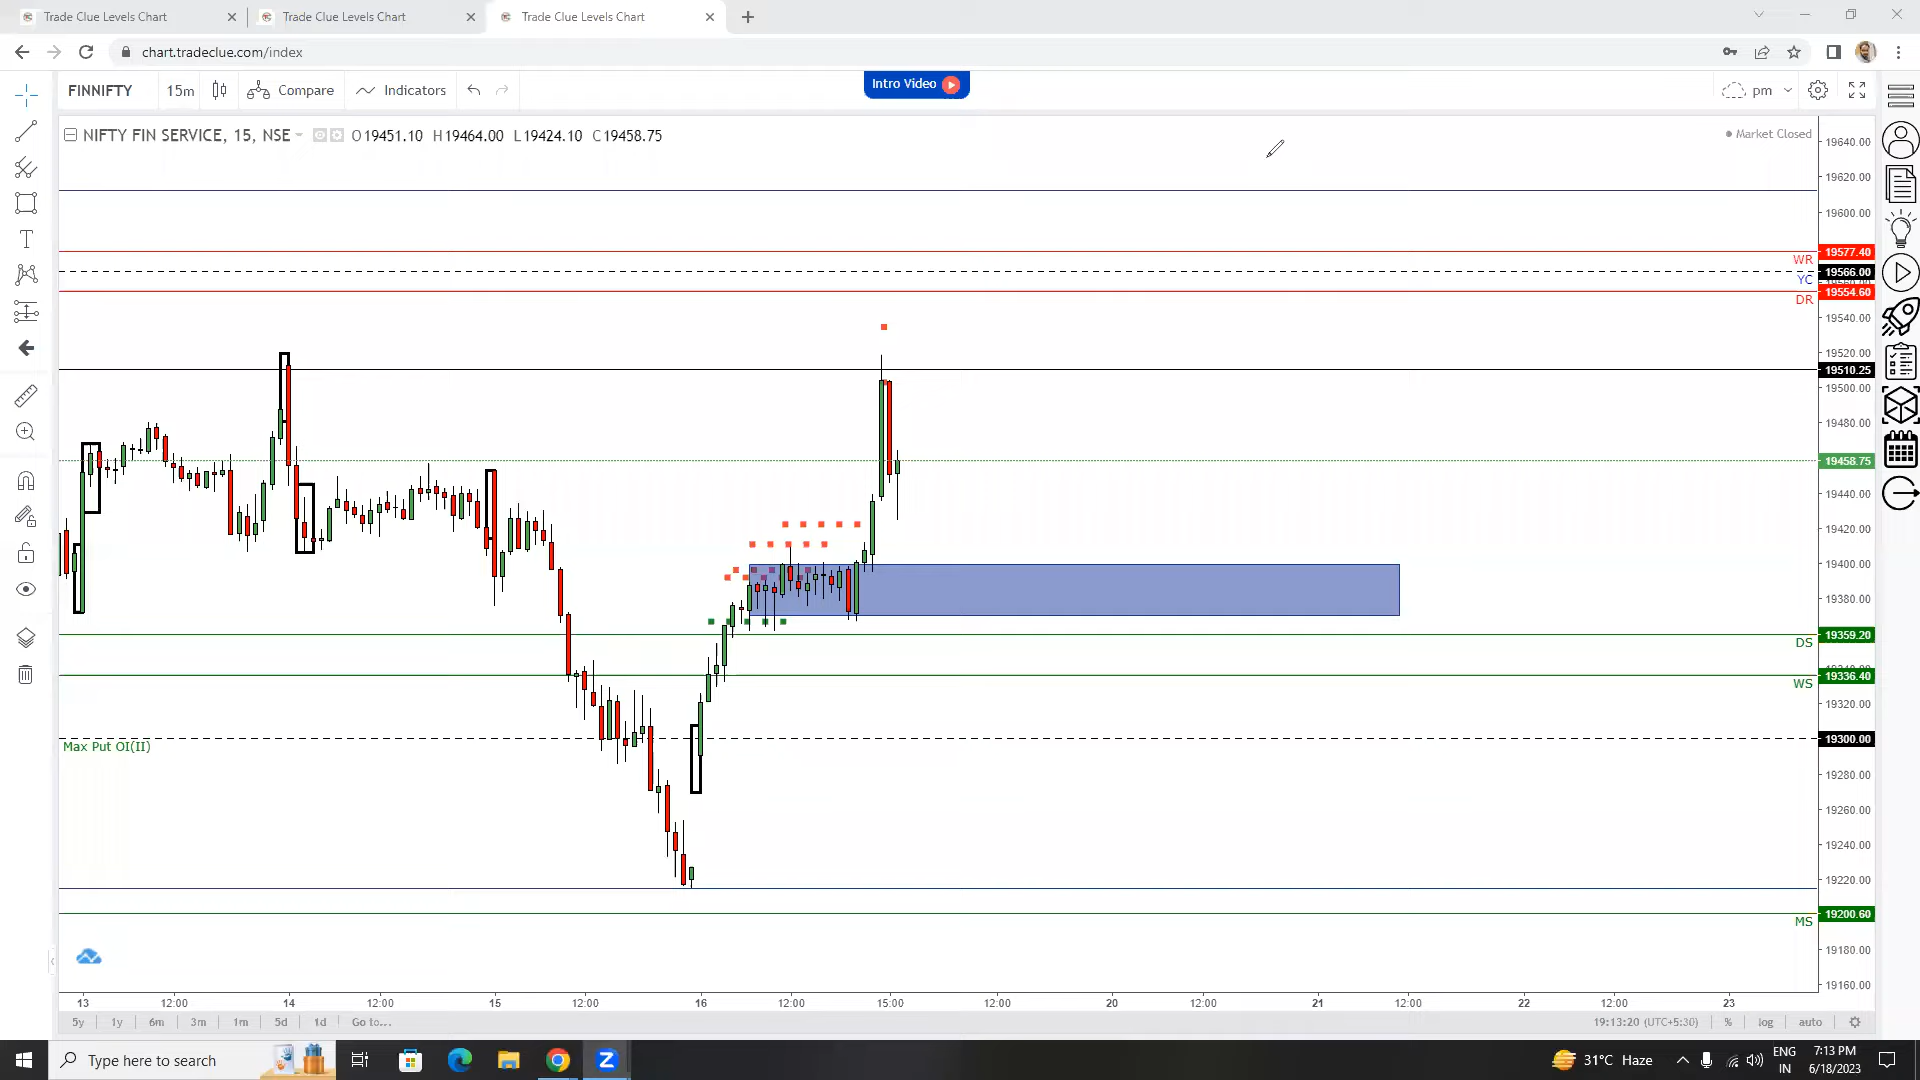 Trade Clue Levels Chart
Trade Clue Levels Chart
Trade Clue Levels Chart
chart.tradeclue.com/index
FINNIFTY 15m Compare Indicators
Intro Video
pm
NIFTY FIN SERVICE, 15, NSE O19451.10 H19464.00 L19424.10 C19458.75
Market Closed
19640.00
19620.00
19600.00
19577.40
WR
19566.00
YC
19554.60
DR
19540.00
19520.00
19510.25
19500.00
19480.00
19458.75
19440.00
19420.00
19400.00
19380.00
19359.20
DS
19336.40
WS
19320.00
19300.00
Max Put OI(II)
19280.00
19260.00
19240.00
19220.00
19200.60
MS
19180.00
19160.00
13 12:00 14 12:00 15 12:00 16 12:00 15:00 12:00 20 12:00 21 12:00 22 12:00 23
5y 1y 6m 3m 1m 5d 1d Go to...
19:13:20 (UTC+5:30) % log auto
Type here to search
31°C Haze
ENG
IN
7:13 PM
6/18/2023